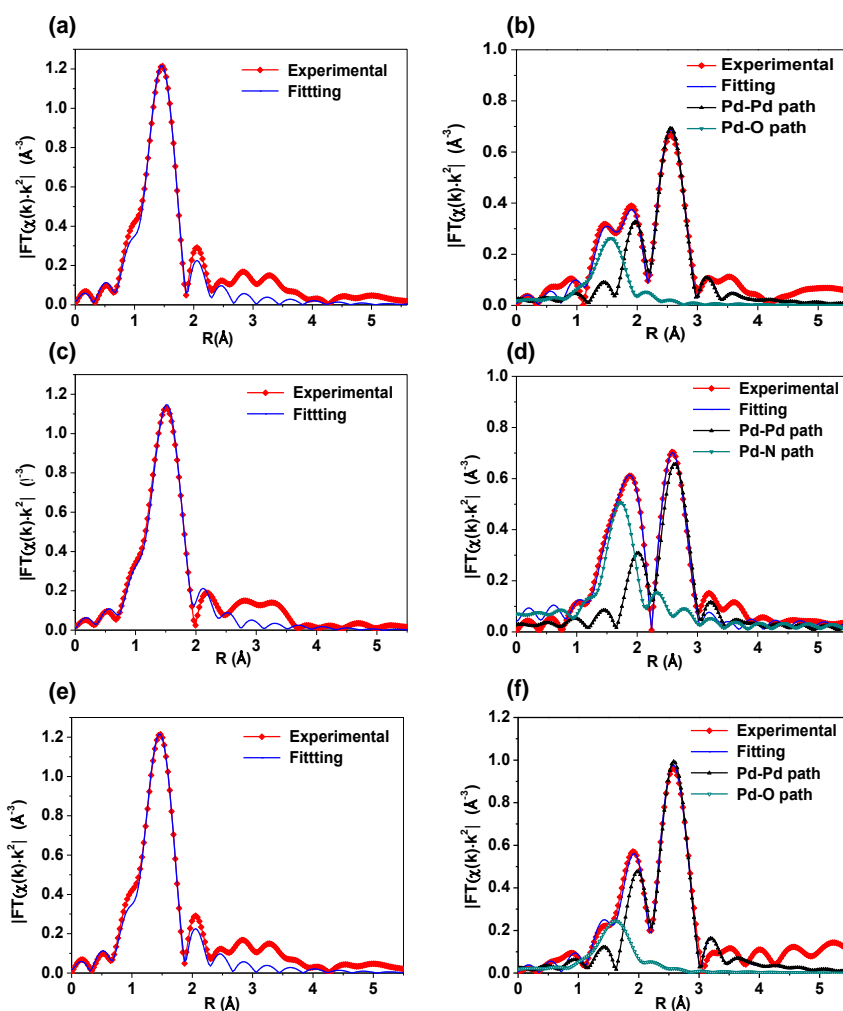 (a)
1.2
1.0
0.8
0.6
0.4
0.2
0.0
|FT(χ(k)·k²| (Å⁻³)
Experimental
Fittting
0 1 2 3 4 5
R(Å)
(b)
1.0
0.8
0.6
0.4
0.2
0.0
|FT(χ(k)·k²| (Å⁻³)
Experimental
Fitting
Pd-Pd path
Pd-O path
0 1 2 3 4 5
R (Å)
(c)
1.2
1.0
0.8
0.6
0.4
0.2
0.0
|FT(χ(k)·k²| (⁻³)
Experimental
Fittting
0 1 2 3 4 5
R (Å)
(d)
1.0
0.8
0.6
0.4
0.2
0.0
|FT(χ(k)·k²| (Å⁻³)
Experimental
Fitting
Pd-Pd path
Pd-N path
0 1 2 3 4 5
R (Å)
(e)
1.2
1.0
0.8
0.6
0.4
0.2
0.0
|FT(χ(k)·k²| (Å⁻³)
Experimental
Fittting
0 1 2 3 4 5
R (Å)
(f)
1.2
1.0
0.8
0.6
0.4
0.2
0.0
|FT(χ(k)·k²| (Å⁻³)
Experimental
Fitting
Pd-Pd path
Pd-O path
0 1 2 3 4 5
R (Å)